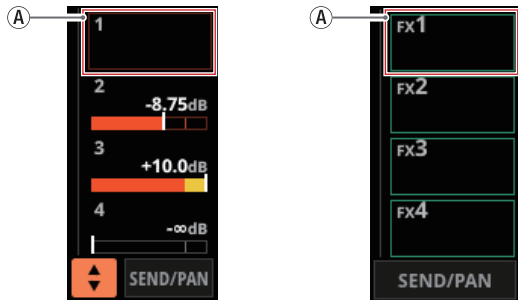 Ⓐ
1
2
-8.75dB
3
+10.0dB
4
-∞dB
SEND/PAN
Ⓐ
FX1
FX2
FX3
FX4
SEND/PAN